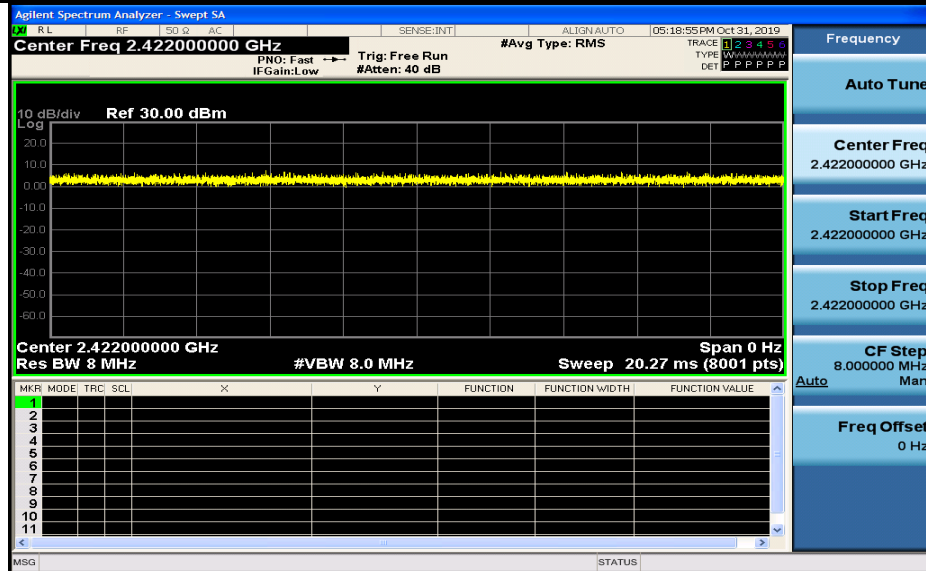 Agilent Spectrum Analyzer - Swept SA
LXI RL RF 50 Ω AC SENSE:INT ALIGN AUTO 05:18:55 PM Oct 31, 2019
Center Freq 2.422000000 GHz #Avg Type: RMS TRACE 1 2 3 4 5 6
PNO: Fast Trig: Free Run TYPE WWWWWW
IFGain:Low #Atten: 40 dB DET P P P P P P
10 dB/div Ref 30.00 dBm
Log
20.0
10.0
0.00
-10.0
-20.0
-30.0
-40.0
-50.0
-60.0
Center 2.422000000 GHz Span 0 Hz
Res BW 8 MHz #VBW 8.0 MHz Sweep 20.27 ms (8001 pts)
MKR MODE TRC SCL X Y FUNCTION FUNCTION WIDTH FUNCTION VALUE
1
2
3
4
5
6
7
8
9
10
11
MSG STATUS
Frequency
Auto Tune
Center Freq
2.422000000 GHz
Start Freq
2.422000000 GHz
Stop Freq
2.422000000 GHz
CF Step
8.000000 MHz
Auto Man
Freq Offset
0 Hz